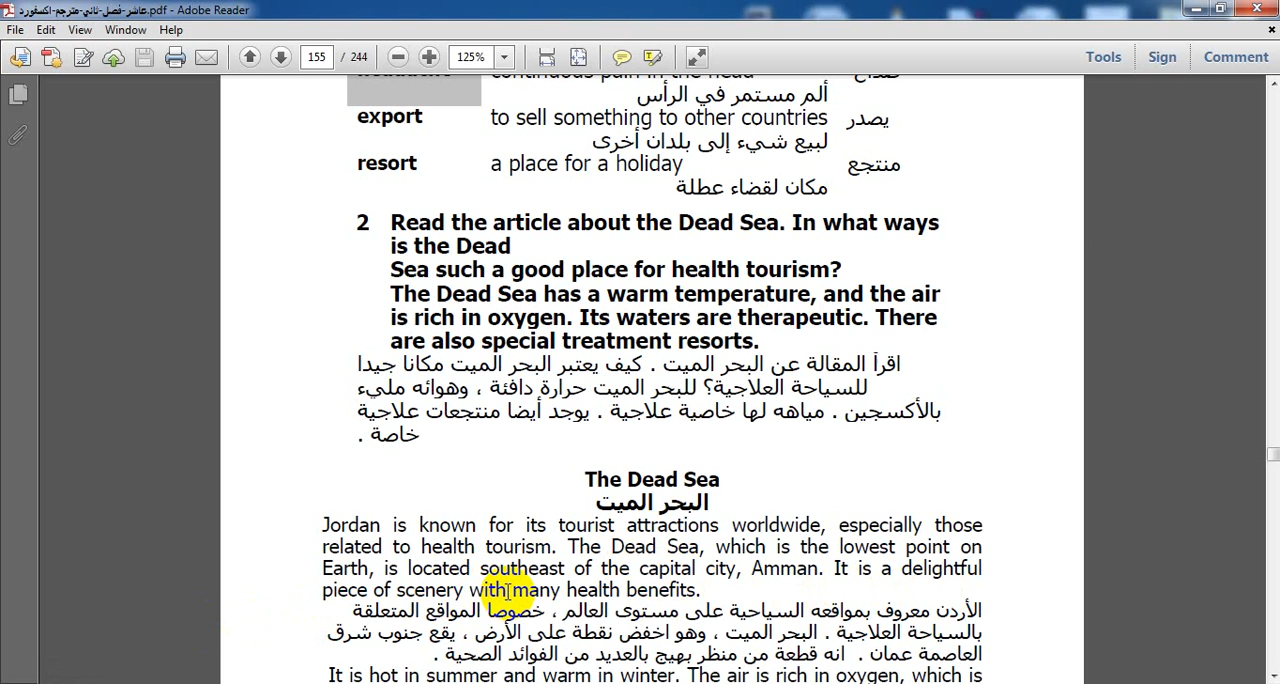 عاشر-فصل-ثاني-مترجم-اكسفورد.pdf - Adobe Reader
File Edit View Window Help
155 / 244 125% Tools Sign Comment
headache continuous pain in the head صداع
ألم مستمر في الرأس
export to sell something to other countries يصدر
لبيع شيء إلى بلدان أخرى
resort a place for a holiday منتجع
مكان لقضاء عطلة
2 Read the article about the Dead Sea. In what ways
is the Dead
Sea such a good place for health tourism?
The Dead Sea has a warm temperature, and the air
is rich in oxygen. Its waters are therapeutic. There
are also special treatment resorts.
اقرأ المقالة عن البحر الميت . كيف يعتبر البحر الميت مكانا جيدا
للسياحة العلاجية؟ للبحر الميت حرارة دافئة ، وهوائه مليء
بالأكسجين . مياهه لها خاصية علاجية . يوجد أيضا منتجعات علاجية
خاصة .
The Dead Sea
البحر الميت
Jordan is known for its tourist attractions worldwide, especially those
related to health tourism. The Dead Sea, which is the lowest point on
Earth, is located southeast of the capital city, Amman. It is a delightful
piece of scenery with many health benefits.
الأردن معروف بمواقعه السياحية على مستوى العالم ، خصوصا المواقع المتعلقة
بالسياحة العلاجية . البحر الميت ، وهو اخفض نقطة على الأرض ، يقع جنوب شرق
العاصمة عمان . انه قطعة من منظر بهيج بالعديد من الفوائد الصحية .
It is hot in summer and warm in winter. The air is rich in oxygen, which is